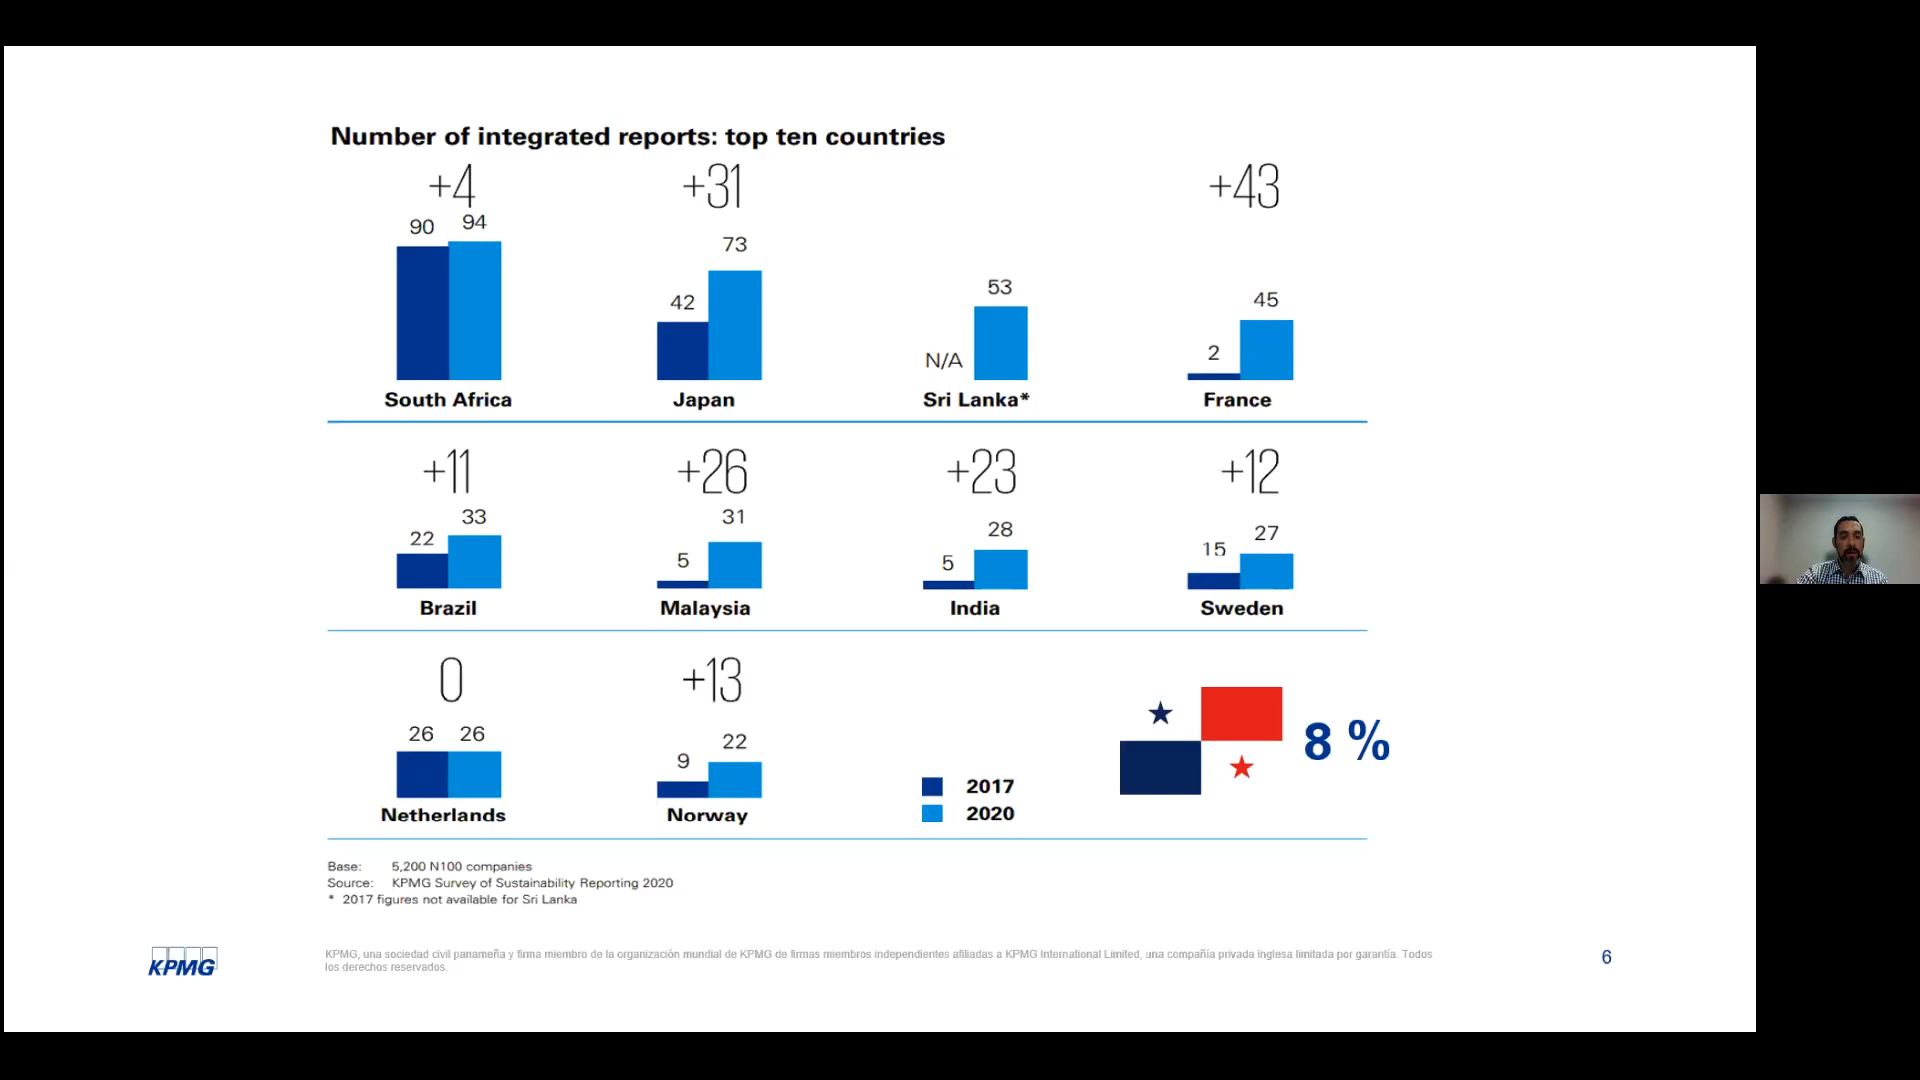 Number of integrated reports: top ten countries
+4
+31
+43
90
94
42
73
N/A
53
2
45
South Africa
Japan
Sri Lanka*
France
+11
+26
+23
+12
22
33
5
31
5
28
15
27
Brazil
Malaysia
India
Sweden
0
+13
26
26
9
22
Netherlands
Norway
2017
2020
8 %
Base: 5,200 N100 companies
Source: KPMG Survey of Sustainability Reporting 2020
* 2017 figures not available for Sri Lanka
KPMG
KPMG, una sociedad civil panameña y firma miembro de la organización mundial de KPMG de firmas miembros independientes afiliadas a KPMG International Limited, una compañía privada inglesa limitada por garantía. Todos
los derechos reservados.
6